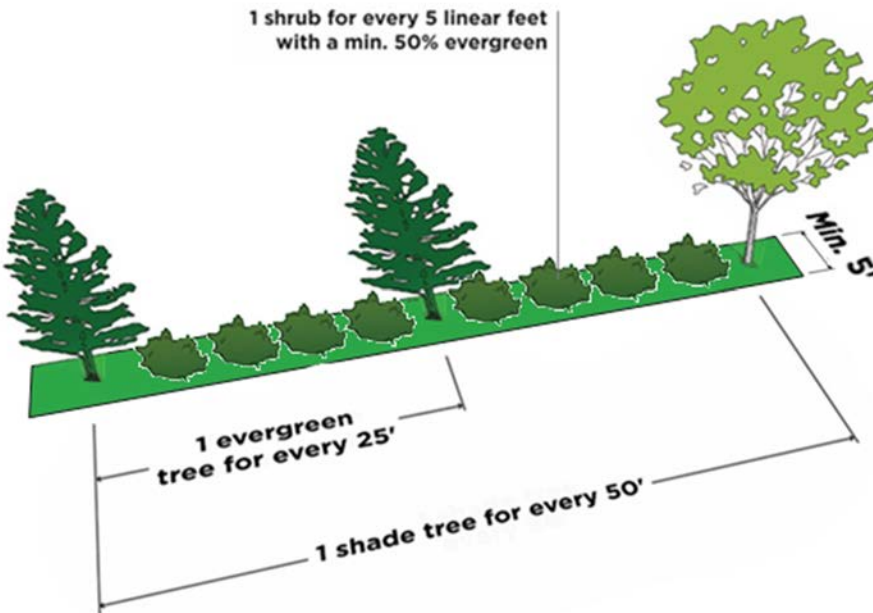 1 shrub for every 5 linear feet
with a min. 50% evergreen
Min. 5'
1 evergreen
tree for every 25'
1 shade tree for every 50'